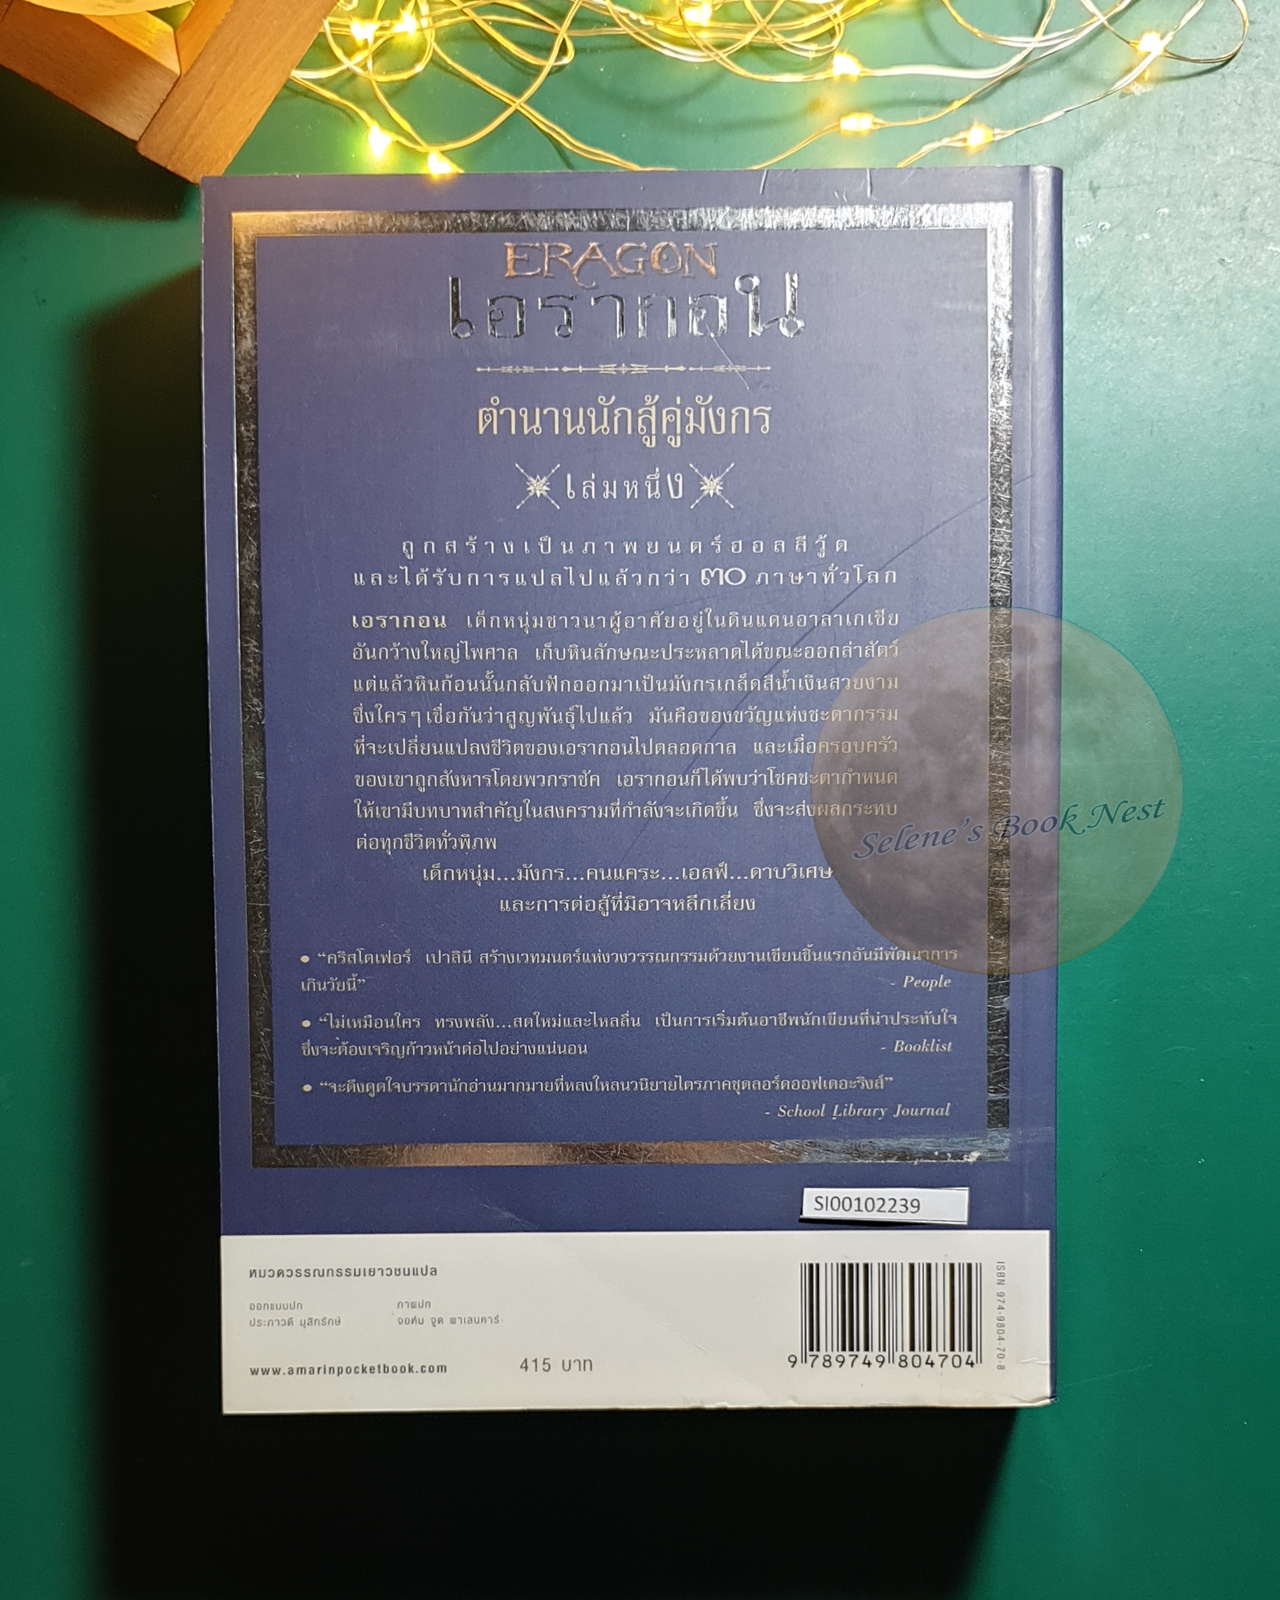 ERAGON
เอรากอน
ตำนานนักสู้คู่มังกร
เล่มหนึ่ง
ถูกสร้างเป็นภาพยนตร์ฮอลลีวู้ด
และได้รับการแปลไปแล้วกว่า ๓๐ ภาษาทั่วโลก
เอรากอน เด็กหนุ่มชาวนาผู้อาศัยอยู่ในดินแดนอาลาเกเซีย
อันกว้างใหญ่ไพศาล เก็บหินลักษณะประหลาดได้ขณะออกล่าสัตว์
แต่แล้วหินก้อนนั้นกลับฟักออกมาเป็นมังกรเกล็ดสีน้ำเงินสวยงาม
ซึ่งใครๆ เชื่อกันว่าสูญพันธุ์ไปแล้ว มันคือของขวัญแห่งชะตากรรม
ที่จะเปลี่ยนแปลงชีวิตของเอรากอนไปตลอดกาล และเมื่อครอบครัว
ของเขาถูกสังหารโดยพวกราซัค เอรากอนก็ได้พบว่าโชคชะตากำหนด
ให้เขามีบทบาทสำคัญในสงครามที่กำลังจะเกิดขึ้น ซึ่งจะส่งผลกระทบ
ต่อทุกชีวิตทั่วพิภพ
เด็กหนุ่ม...มังกร...คนแคระ...เอลฟ์...ดาบวิเศษ
และการต่อสู้ที่มิอาจหลีกเลี่ยง
Selene's Book Nest
• “คริสโตเฟอร์ เปาลินี สร้างเวทมนตร์แห่งวงวรรณกรรมด้วยงานเขียนชิ้นแรกอันมีพัฒนาการ
เกินวัยนี้” - People
• “ไม่เหมือนใคร ทรงพลัง...สดใหม่และไหลลื่น เป็นการเริ่มต้นอาชีพนักเขียนที่น่าประทับใจ
ซึ่งจะต้องเจริญก้าวหน้าต่อไปอย่างแน่นอน - Booklist
• “จะดึงดูดใจบรรดานักอ่านมากมายที่หลงใหลนวนิยายไตรภาคชุดลอร์ดออฟเดอะริงส์”
- School Library Journal
SI00102239
หมวดวรรณกรรมเยาวชนแปล
ออกแบบปก ภาพปก
ประภาวดี มุสิกรักษ์ จอห์น จูด พาเลนคาร์
www.amarinpocketbook.com 415 บาท
9 789749 804704
ISBN 974-9804-70-8